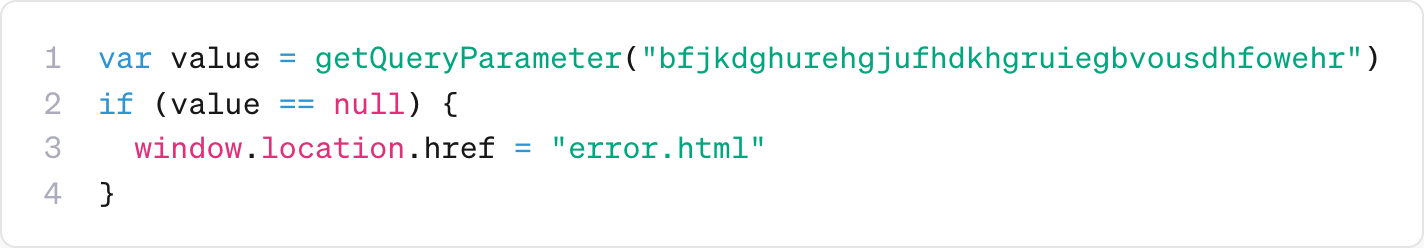 1 var value = getQueryParameter("bfjkdghurehgjufhdkhgruiegbvousdhfowehr")
2 if (value == null) {
3   window.location.href = "error.html"
4 }